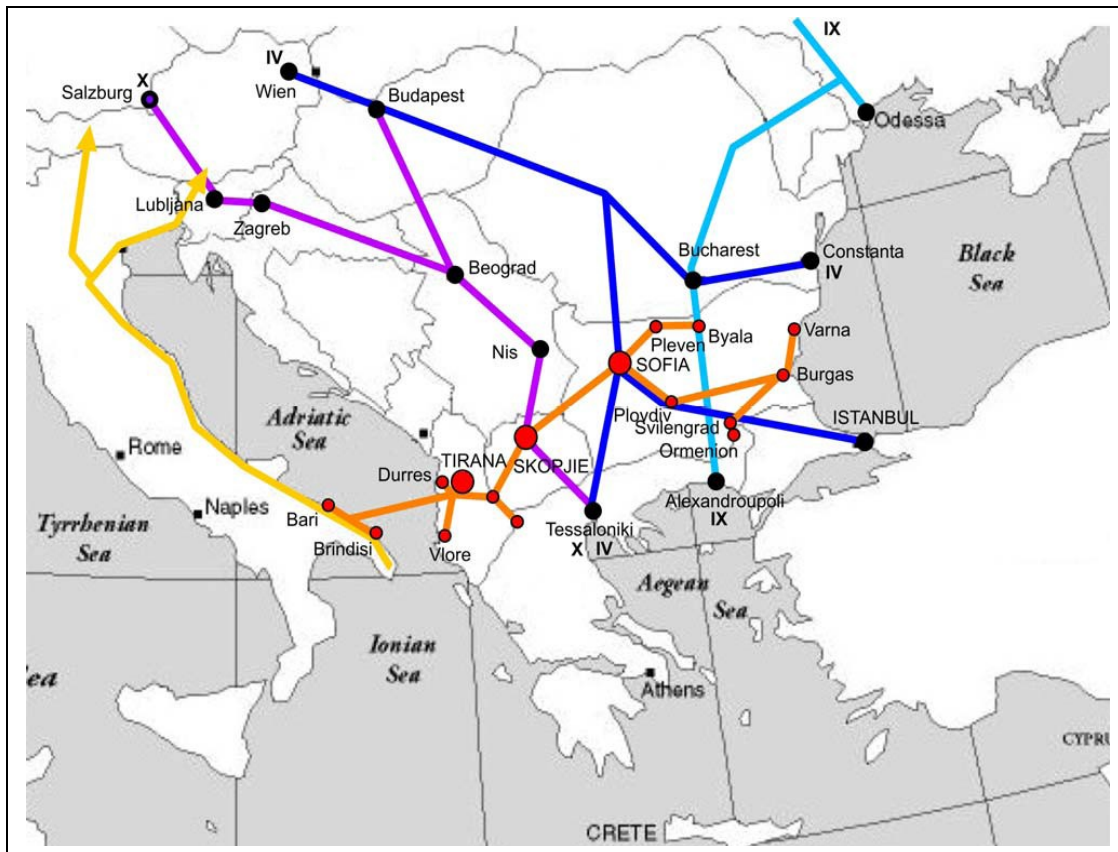 IX
IV
X
Salzburg
Wien
Budapest
Odessa
Lubljana
Zagreb
Bucharest
Constanta
IV
Black
Sea
Beograd
Nis
Pleven
Byala
Varna
SOFIA
Burgas
Adriatic
Sea
Plovdiv
Svilengrad
ISTANBUL
Ormenion
Rome
TIRANA
SKOPJIE
Durres
Naples
Bari
Alexandroupoli
IX
Tyrrhenian
Sea
Brindisi
Vlore
Tessaloniki
X IV
Aegean
Sea
Ionian
Sea
ea
Athens
CYPRU
CRETE